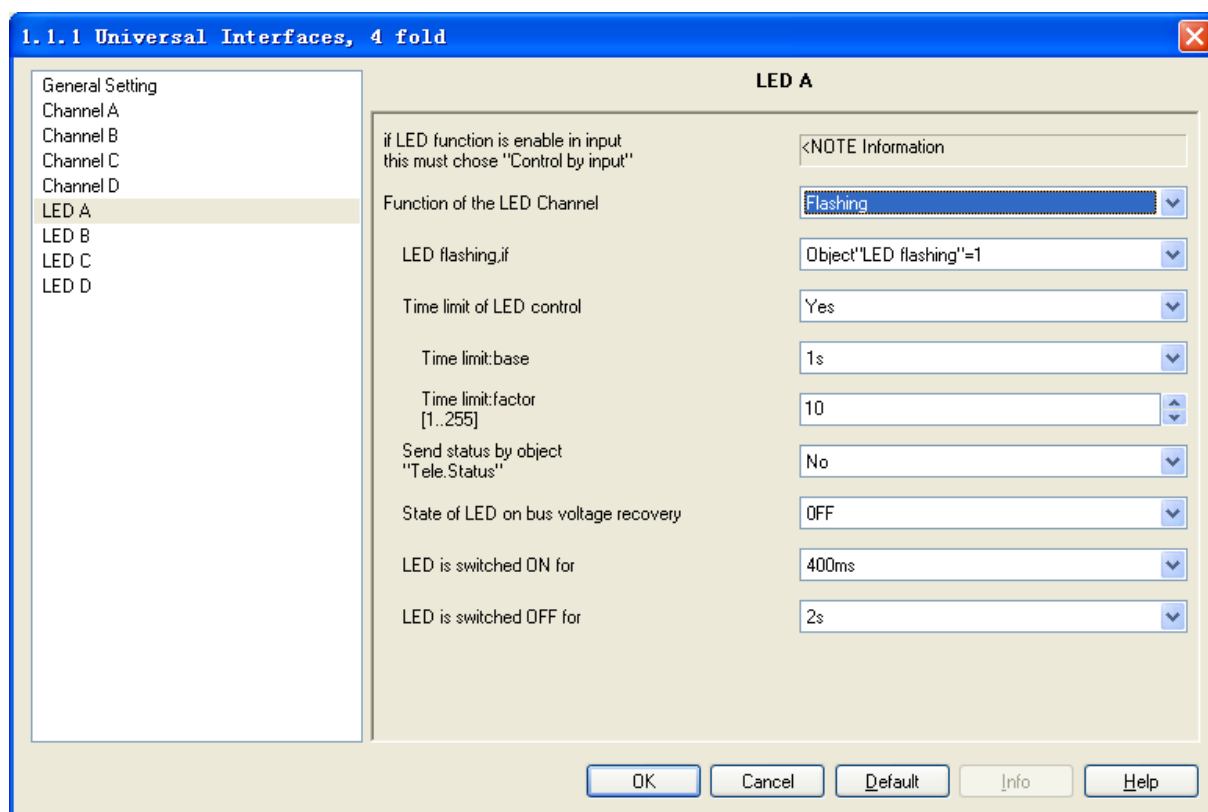 1.1.1 Universal Interfaces, 4 fold
General Setting
Channel A
Channel B
Channel C
Channel D
LED A
LED B
LED C
LED D
LED A
if LED function is enable in input
this must chose "Control by input"
<NOTE Information
Function of the LED Channel
Flashing
LED flashing,if
Object"LED flashing"=1
Time limit of LED control
Yes
Time limit:base
1s
Time limit:factor
[1..255]
10
Send status by object
"Tele.Status"
No
State of LED on bus voltage recovery
OFF
LED is switched ON for
400ms
LED is switched OFF for
2s
OK
Cancel
Default
Info
Help